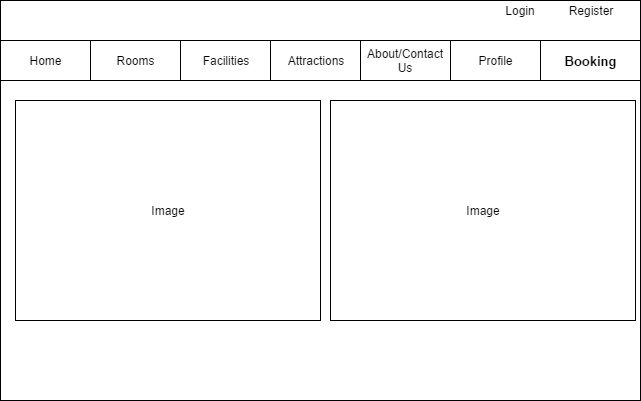 Login Register
Home Rooms Facilities Attractions About/Contact Us Profile Booking
Image Image